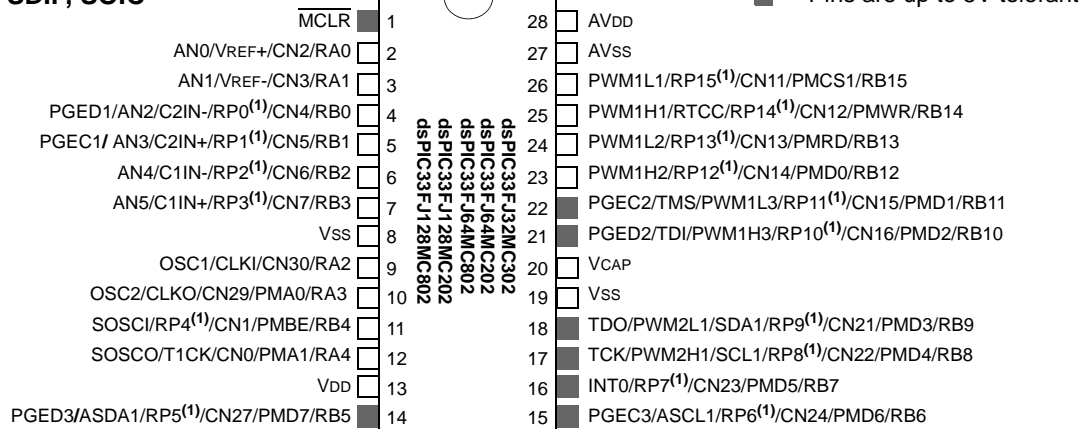 MCLR 1
AN0/VREF+/CN2/RA0 2
AN1/VREF-/CN3/RA1 3
PGED1/AN2/C2IN-/RP0(1)/CN4/RB0 4
PGEC1/ AN3/C2IN+/RP1(1)/CN5/RB1 5
AN4/C1IN-/RP2(1)/CN6/RB2 6
AN5/C1IN+/RP3(1)/CN7/RB3 7
VSS 8
OSC1/CLKI/CN30/RA2 9
OSC2/CLKO/CN29/PMA0/RA3 10
SOSCI/RP4(1)/CN1/PMBE/RB4 11
SOSCO/T1CK/CN0/PMA1/RA4 12
VDD 13
PGED3/ASDA1/RP5(1)/CN27/PMD7/RB5 14
dsPIC33FJ32MC302
dsPIC33FJ64MC202
dsPIC33FJ64MC802
dsPIC33FJ128MC202
dsPIC33FJ128MC802
28 AVDD
27 AVSS
26 PWM1L1/RP15(1)/CN11/PMCS1/RB15
25 PWM1H1/RTCC/RP14(1)/CN12/PMWR/RB14
24 PWM1L2/RP13(1)/CN13/PMRD/RB13
23 PWM1H2/RP12(1)/CN14/PMD0/RB12
22 PGEC2/TMS/PWM1L3/RP11(1)/CN15/PMD1/RB11
21 PGED2/TDI/PWM1H3/RP10(1)/CN16/PMD2/RB10
20 VCAP
19 VSS
18 TDO/PWM2L1/SDA1/RP9(1)/CN21/PMD3/RB9
17 TCK/PWM2H1/SCL1/RP8(1)/CN22/PMD4/RB8
16 INT0/RP7(1)/CN23/PMD5/RB7
15 PGEC3/ASCL1/RP6(1)/CN24/PMD6/RB6